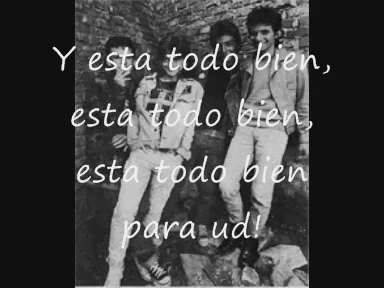 Y esta todo bien,
esta todo bien,
esta todo bien
para ud!